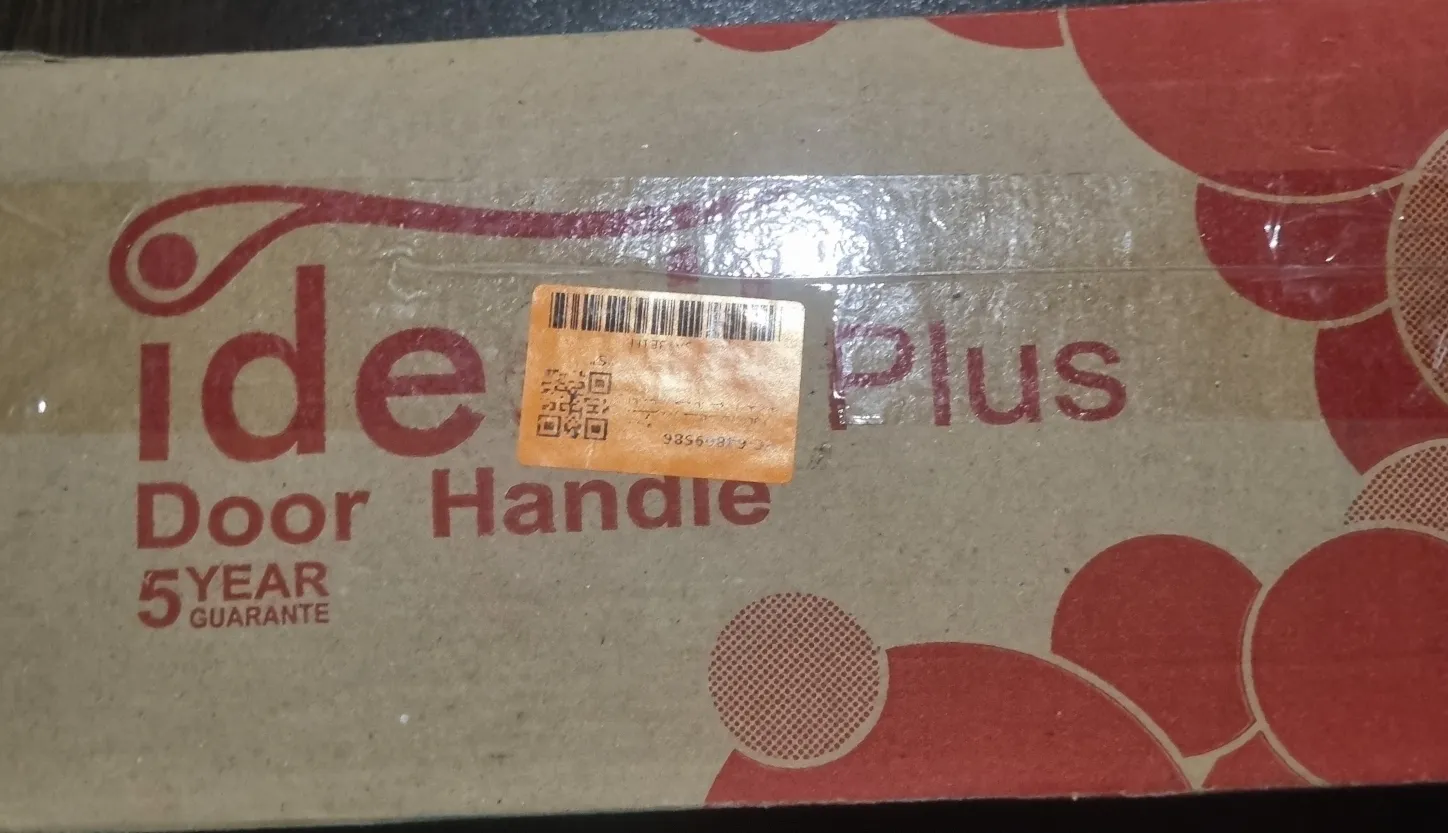 ide Plus
Door Handle
5 YEAR
GUARANTE